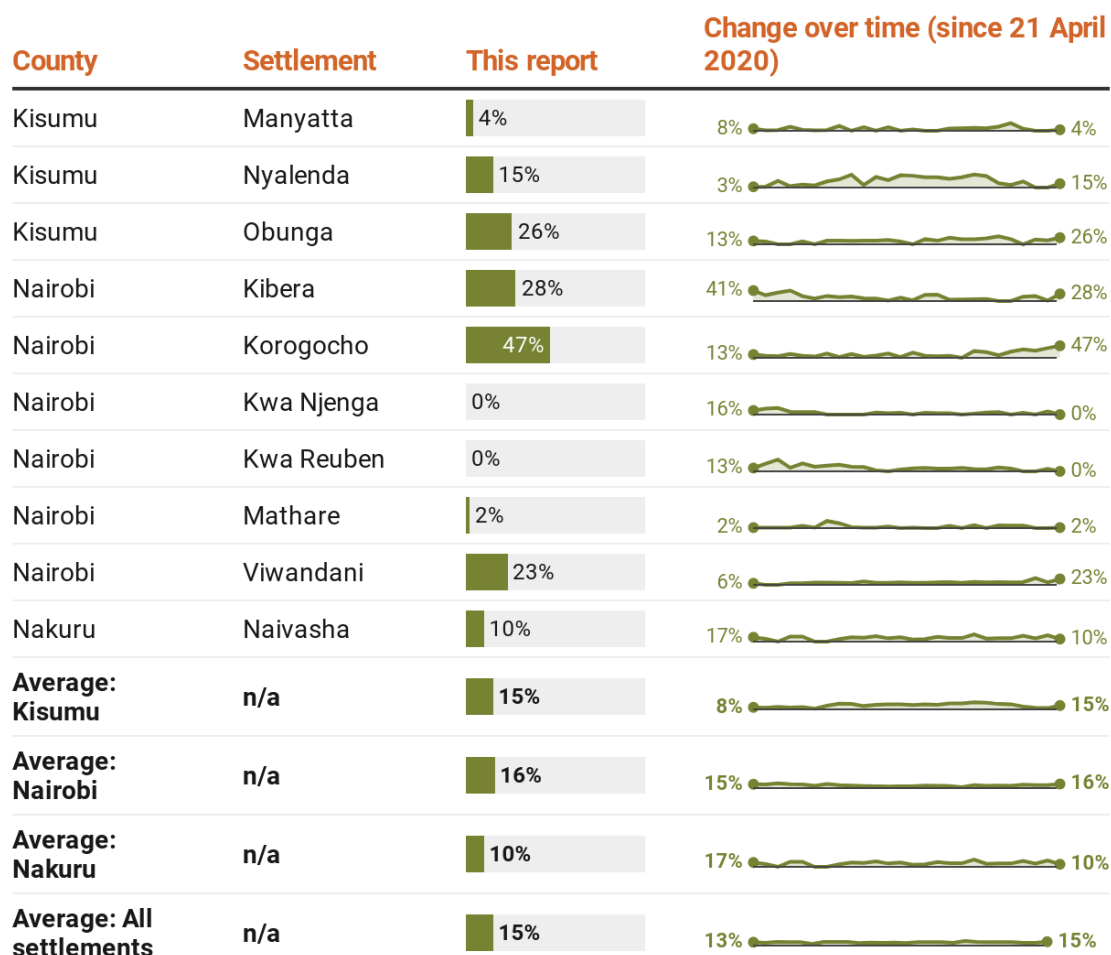 Change over time (since 21 April
County Settlement This report 2020)
Kisumu Manyatta 4% 8% 4%
Kisumu Nyalenda 15% 3% 15%
Kisumu Obunga 26% 13% 26%
Nairobi Kibera 28% 41% 28%
Nairobi Korogocho 47% 13% 47%
Nairobi Kwa Njenga 0% 16% 0%
Nairobi Kwa Reuben 0% 13% 0%
Nairobi Mathare 2% 2% 2%
Nairobi Viwandani 23% 6% 23%
Nakuru Naivasha 10% 17% 10%
Average:
Kisumu n/a 15% 8% 15%
Average:
Nairobi n/a 16% 15% 16%
Average:
Nakuru n/a 10% 17% 10%
Average: All
settlements n/a 15% 13% 15%